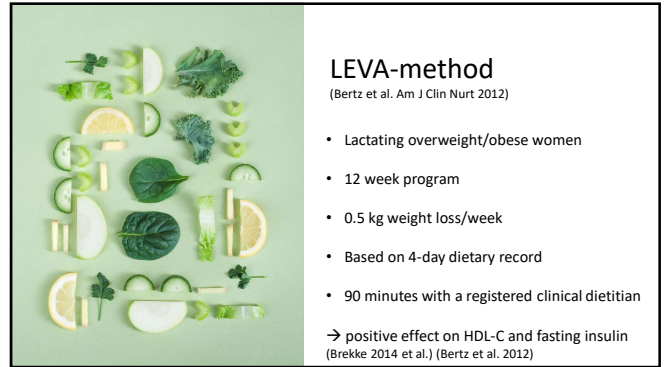 LEVA-method
(Bertz et al. Am J Clin Nurt 2012)
• Lactating overweight/obese women
• 12 week program
• 0.5 kg weight loss/week
• Based on 4-day dietary record
• 90 minutes with a registered clinical dietitian
→ positive effect on HDL-C and fasting insulin
(Brekke 2014 et al.) (Bertz et al. 2012)